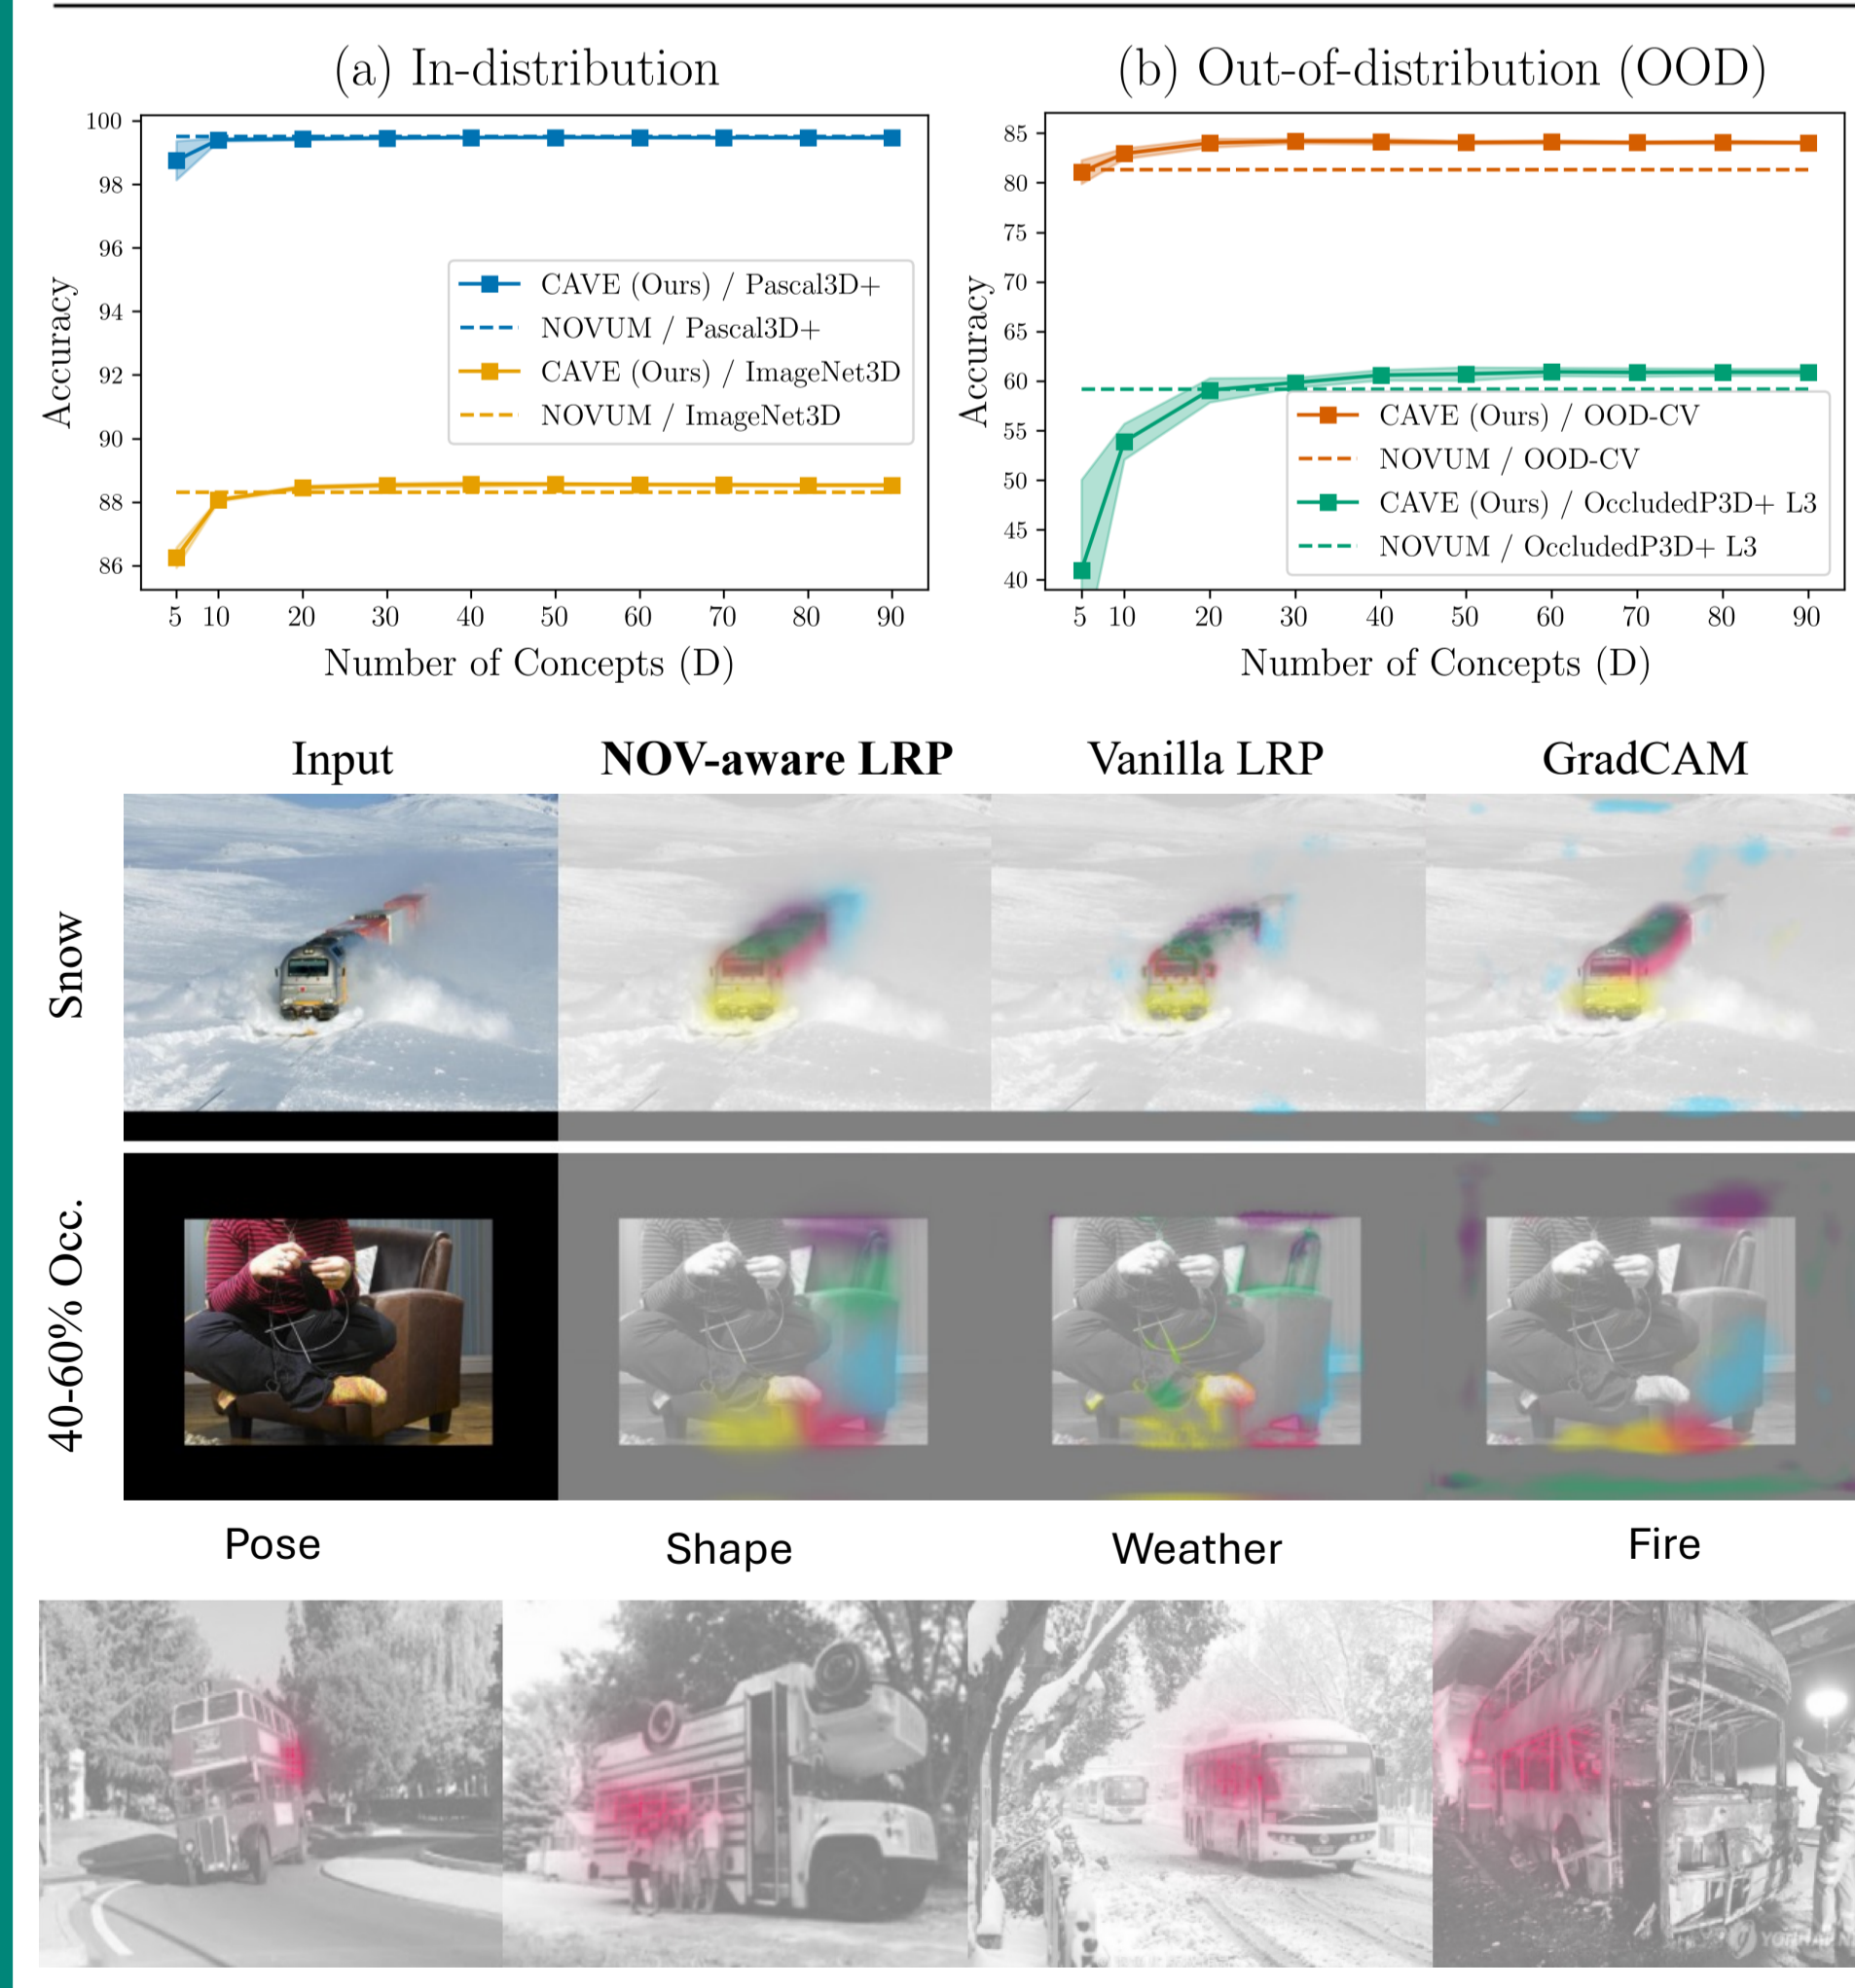 (a) In-distribution
100
98
96
94
92
90
88
86
Accuracy
CAVE (Ours) / Pascal3D+
NOVUM / Pascal3D+
CAVE (Ours) / ImageNet3D
NOVUM / ImageNet3D
5 10 20 30 40 50 60 70 80 90
Number of Concepts (D)
(b) Out-of-distribution (OOD)
85
80
75
70
65
60
55
50
45
40
Accuracy
CAVE (Ours) / OOD-CV
NOVUM / OOD-CV
CAVE (Ours) / OccludedP3D+ L3
NOVUM / OccludedP3D+ L3
5 10 20 30 40 50 60 70 80 90
Number of Concepts (D)
Input NOV-aware LRP Vanilla LRP GradCAM
Snow
40-60% Occ.
Pose Shape Weather Fire